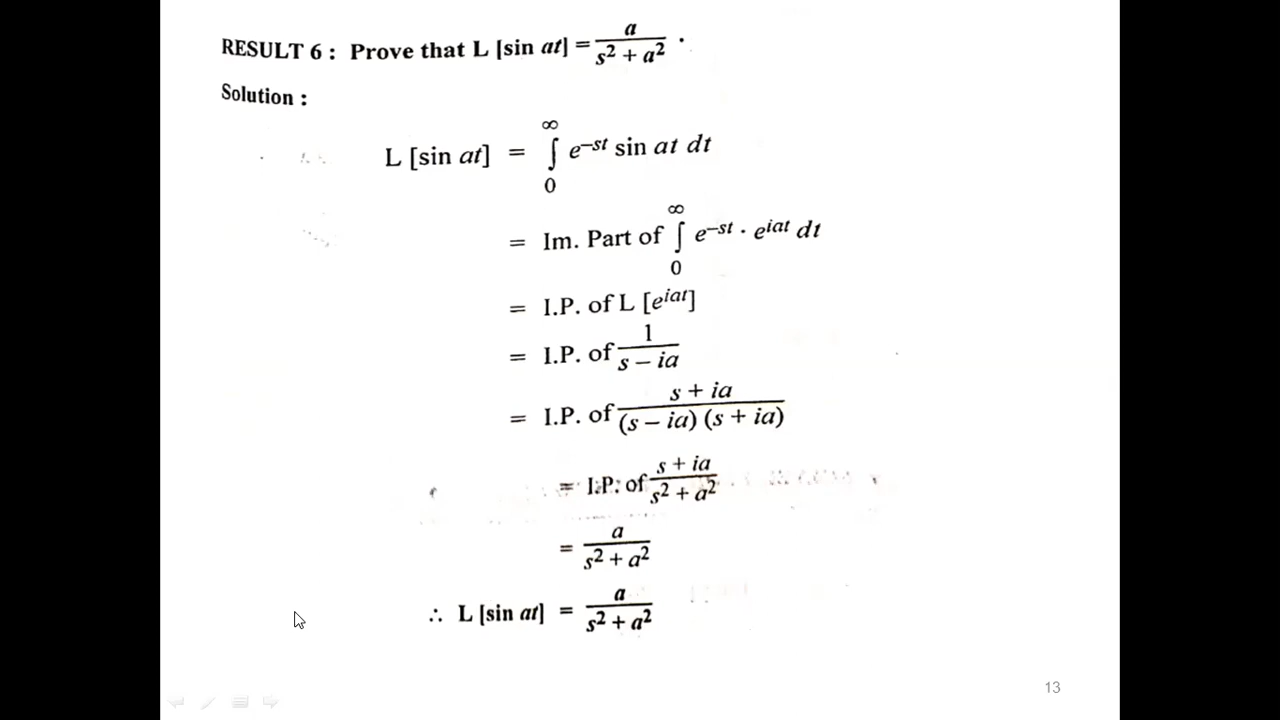 RESULT 6 : Prove that L [sin at] = a / (s² + a²) .
Solution :
L [sin at] = ∫₀^∞ e^(–st) sin at dt
= Im. Part of ∫₀^∞ e^(–st) · e^(iat) dt
= I.P. of L [e^(iat)]
= I.P. of 1 / (s – ia)
= I.P. of (s + ia) / ((s – ia) (s + ia))
= I.P. of (s + ia) / (s² + a²)
= a / (s² + a²)
∴ L [sin at] = a / (s² + a²)
13